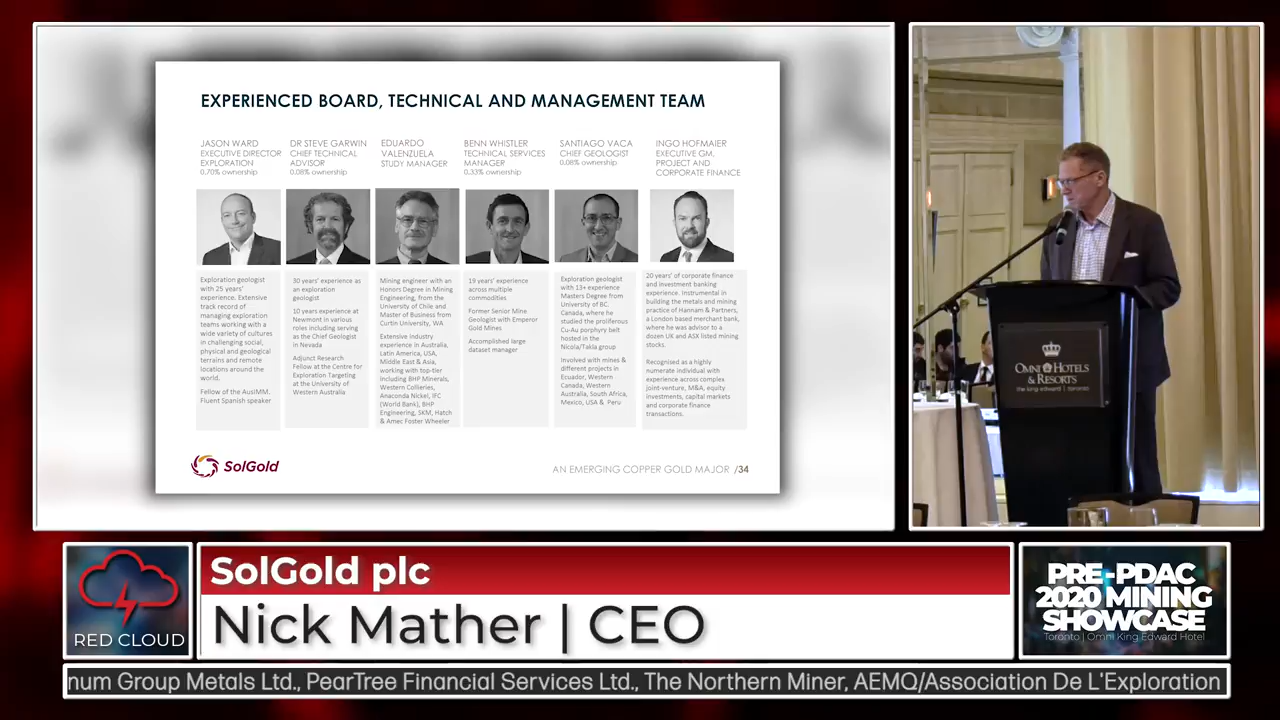 EXPERIENCED BOARD, TECHNICAL AND MANAGEMENT TEAM
JASON WARD
EXECUTIVE DIRECTOR
EXPLORATION
0.70% ownership
DR STEVE GARWIN
CHIEF TECHNICAL
ADVISOR
0.08% ownership
EDUARDO
VALENZUELA
STUDY MANAGER
BENN WHISTLER
TECHNICAL SERVICES
MANAGER
0.33% ownership
SANTIAGO VACA
CHIEF GEOLOGIST
0.08% ownership
INGO HOFMAIER
EXECUTIVE GM,
PROJECT AND
CORPORATE FINANCE
Exploration geologist
with 25 years'
experience. Extensive
track record of
managing exploration
teams working with a
wide variety of cultures
in challenging social,
physical and geological
terrains and remote
locations around the
world.
Fellow of the AusIMM.
Fluent Spanish speaker
30 years' experience as
an exploration
geologist
10 years experience at
Newmont in various
roles including serving
as the Chief Geologist
in Nevada
Adjunct Research
Fellow at the Centre for
Exploration Targeting
at the University of
Western Australia
Mining engineer with an
Honors Degree in Mining
Engineering, from the
University of Chile and
Master of Business from
Curtin University, WA
Extensive Industry
experience in Australia,
Latin America, USA,
Middle East & Asia,
working with top-tier
including BHP Minerals,
Western Collieries,
Anaconda Nickel, IFC
(World Bank), BHP
Engineering, SKM, Hatch
& Amec Foster Wheeler
19 years' experience
across multiple
commodities
Former Senior Mine
Geologist with Emperor
Gold Mines
Accomplished large
dataset manager
Exploration geologist
with 13+ experience
Masters Degree from
University of BC.
Canada, where he
studied the proliferous
Cu-Au porphyry belt
hosted in the
Nicola/Takla group
Involved with mines &
different projects in
Ecuador, Western
Canada, Western
Australia, South Africa,
Mexico, USA & Peru
20 years' of corporate finance
and investment banking
experience. Instrumental in
building the metals and mining
practice of Hannam & Partners,
a London based merchant bank,
where he was advisor to a
dozen UK and ASX listed mining
stocks.
Recognised as a highly
numerate individual with
experience across complex
joint-venture, M&A, equity
investments, capital markets
and corporate finance
transactions.
SolGold
AN EMERGING COPPER GOLD MAJOR /34
OMNI HOTELS
& RESORTS
the king edward | toronto
RED CLOUD
SolGold plc
Nick Mather | CEO
PRE-PDAC
2020 MINING
SHOWCASE
Toronto | Omni King Edward Hotel
num Group Metals Ltd., PearTree Financial Services Ltd., The Northern Miner, AEMQ/Association De L'Exploration